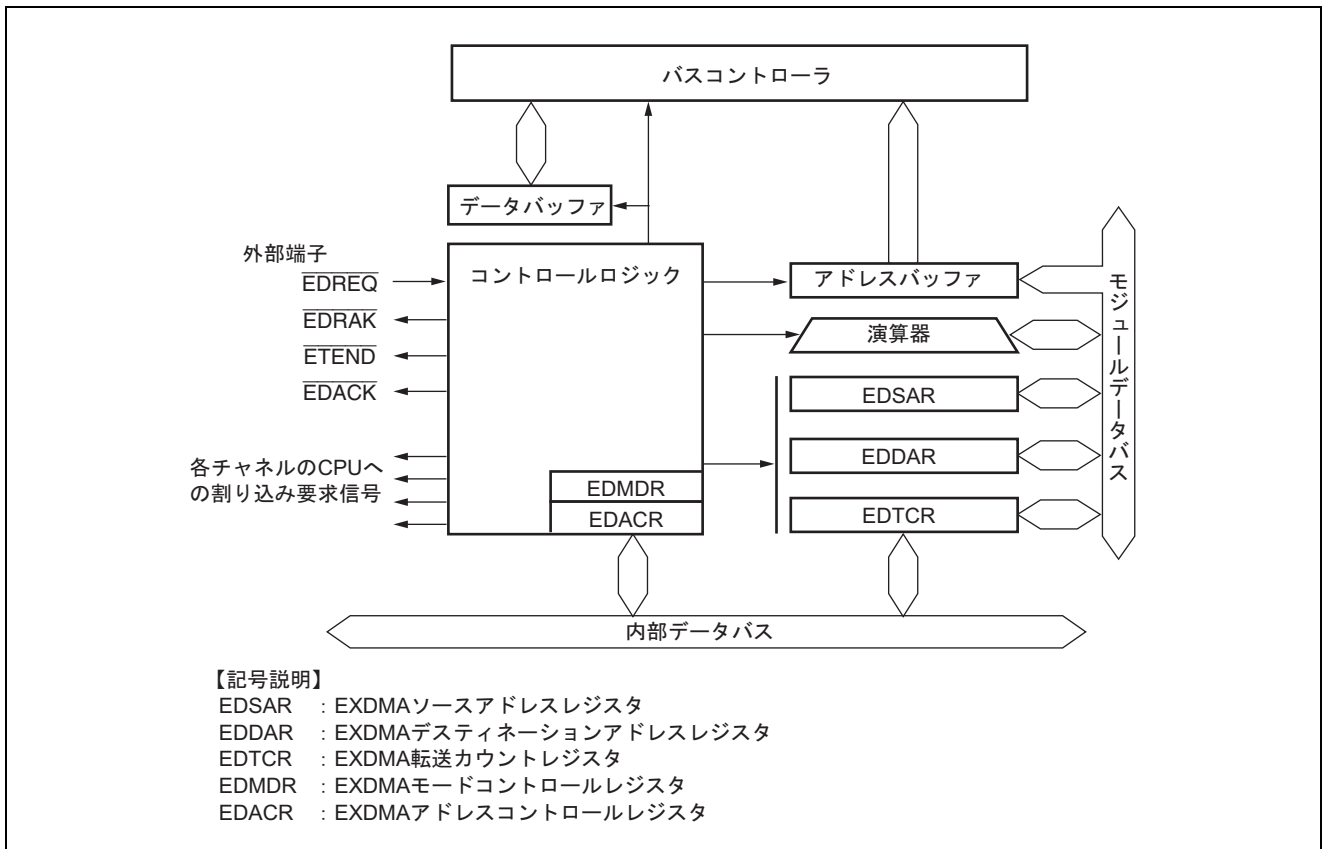 バスコントローラ
データバッファ
外部端子
コントロールロジック
アドレスバッファ
EDREQ
EDRAK
演算器
ETEND
EDACK
EDSAR
モジュールデータバス
EDDAR
各チャネルのCPUへ
の割り込み要求信号
EDMDR
EDACR
EDTCR
内部データバス
【記号説明】
EDSAR : EXDMAソースアドレスレジスタ
EDDAR : EXDMAデスティネーションアドレスレジスタ
EDTCR : EXDMA転送カウントレジスタ
EDMDR : EXDMAモードコントロールレジスタ
EDACR : EXDMAアドレスコントロールレジスタ